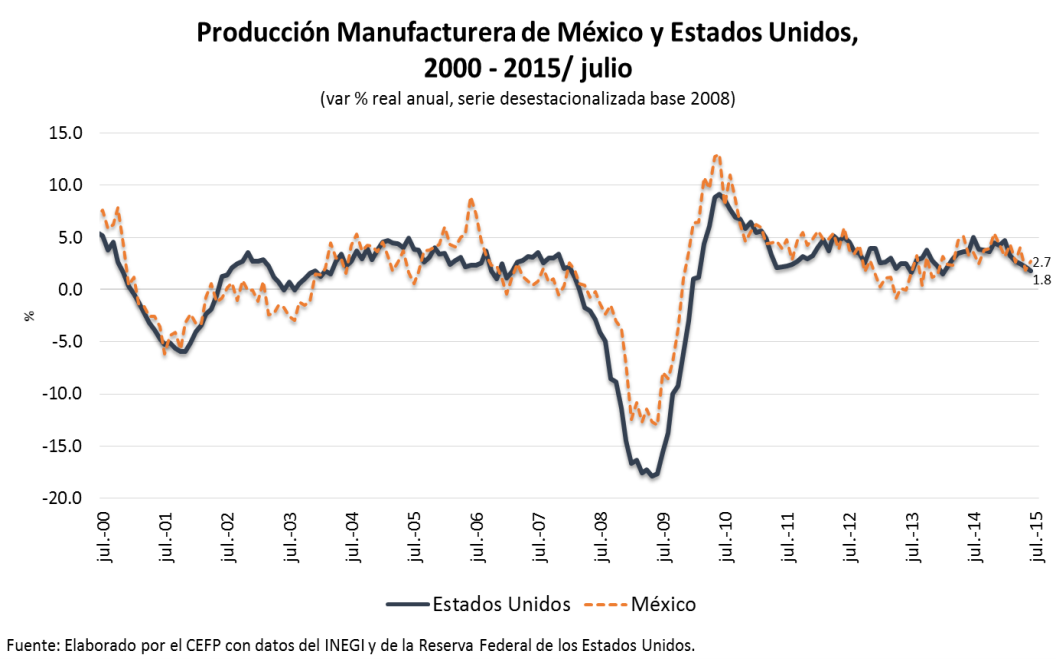 Producción Manufacturera de México y Estados Unidos,
2000 - 2015/ julio
(var % real anual, serie desestacionalizada base 2008)
15.0
10.0
5.0
0.0
-5.0
-10.0
-15.0
-20.0
%
2.7
1.8
jul.-00
jul.-01
jul.-02
jul.-03
jul.-04
jul.-05
jul.-06
jul.-07
jul.-08
jul.-09
jul.-10
jul.-11
jul.-12
jul.-13
jul.-14
jul.-15
Estados Unidos
México
Fuente: Elaborado por el CEFP con datos del INEGI y de la Reserva Federal de los Estados Unidos.